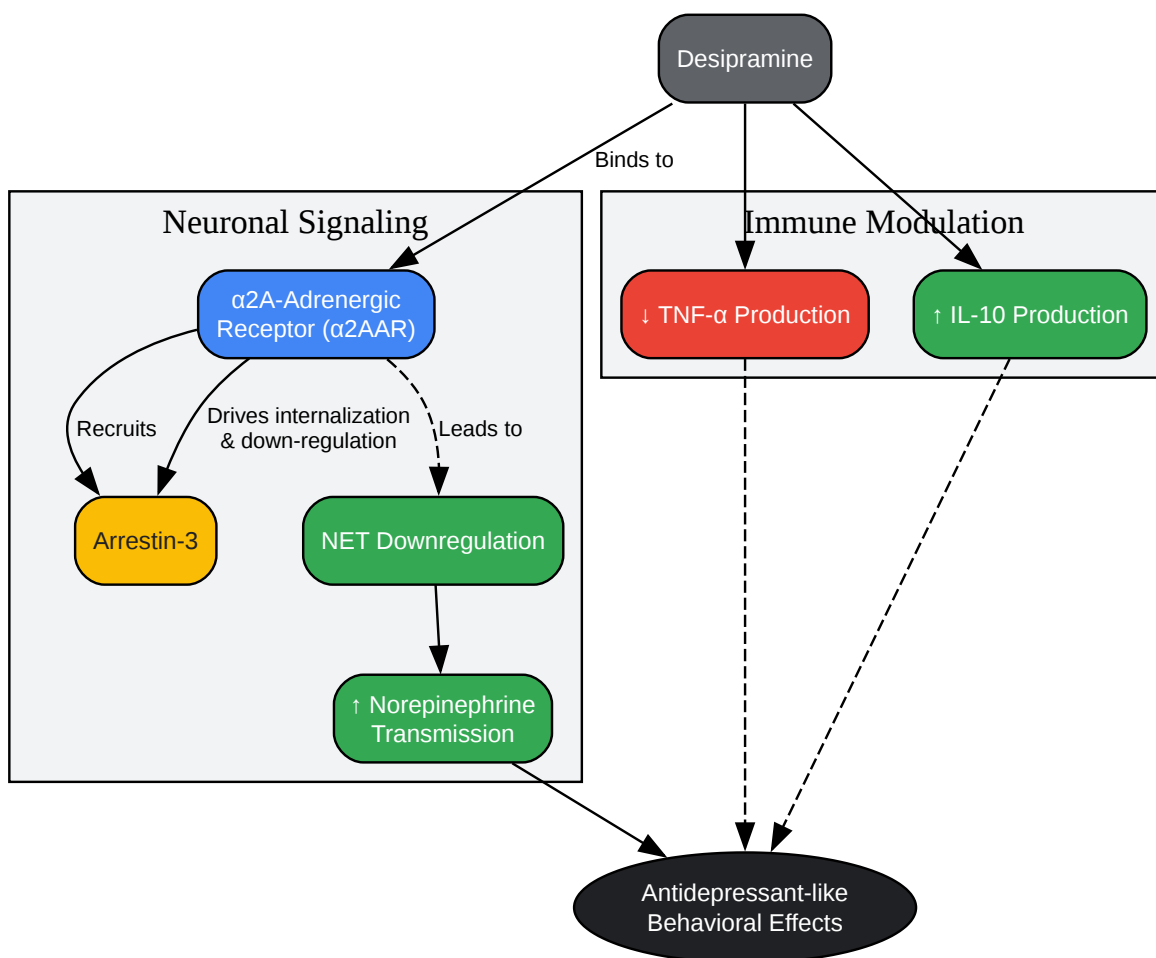 Desipramine
Binds to
Neuronal Signaling
Immune Modulation
α2A-Adrenergic
Receptor (α2AAR)
↓ TNF-α Production
↑ IL-10 Production
Recruits
Drives internalization
& down-regulation
Leads to
Arrestin-3
NET Downregulation
↑ Norepinephrine
Transmission
Antidepressant-like
Behavioral Effects